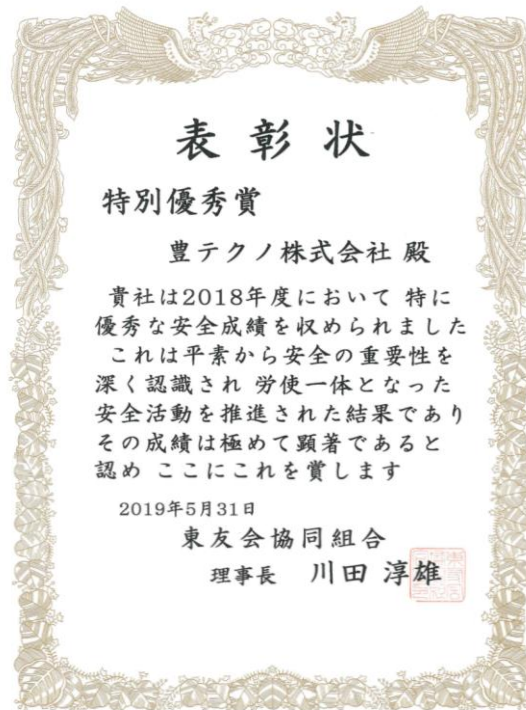 表彰状
特別優秀賞
豊テクノ株式会社 殿
貴社は2018年度において 特に
優秀な安全成績を収められました
これは平素から安全の重要性を
深く認識され 労使一体となった
安全活動を推進された結果であり
その成績は極めて顕著であると
認め ここにこれを賞します
2019年5月31日
東友会協同組合
理事長 川田 淳雄